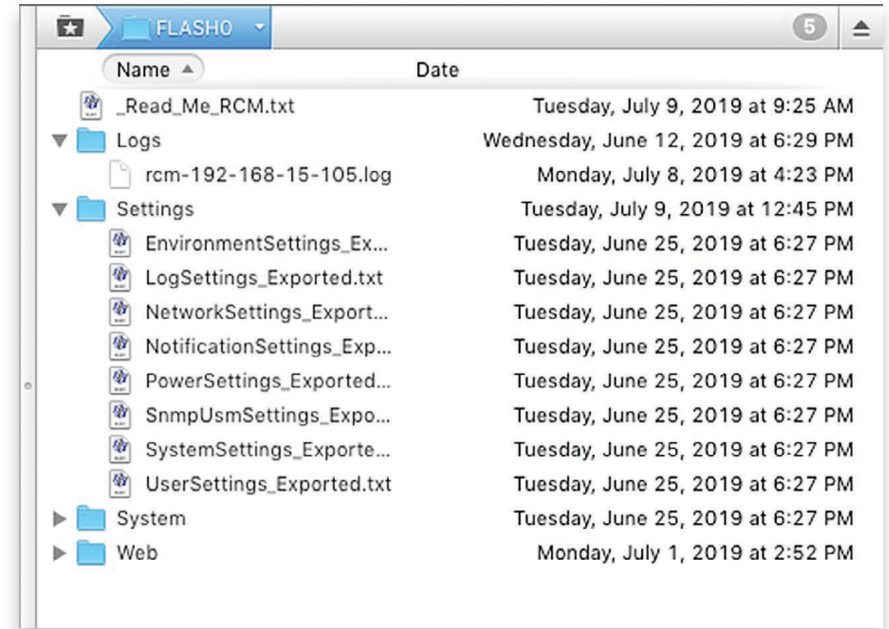 FLASH0 5
Name Date
_Read_Me_RCM.txt Tuesday, July 9, 2019 at 9:25 AM
Logs Wednesday, June 12, 2019 at 6:29 PM
rcm-192-168-15-105.log Monday, July 8, 2019 at 4:23 PM
Settings Tuesday, July 9, 2019 at 12:45 PM
EnvironmentSettings_Ex... Tuesday, June 25, 2019 at 6:27 PM
LogSettings_Exported.txt Tuesday, June 25, 2019 at 6:27 PM
NetworkSettings_Export... Tuesday, June 25, 2019 at 6:27 PM
NotificationSettings_Exp... Tuesday, June 25, 2019 at 6:27 PM
PowerSettings_Exported... Tuesday, June 25, 2019 at 6:27 PM
SnmpUsmSettings_Expo... Tuesday, June 25, 2019 at 6:27 PM
SystemSettings_Exporte... Tuesday, June 25, 2019 at 6:27 PM
UserSettings_Exported.txt Tuesday, June 25, 2019 at 6:27 PM
System Tuesday, June 25, 2019 at 6:27 PM
Web Monday, July 1, 2019 at 2:52 PM